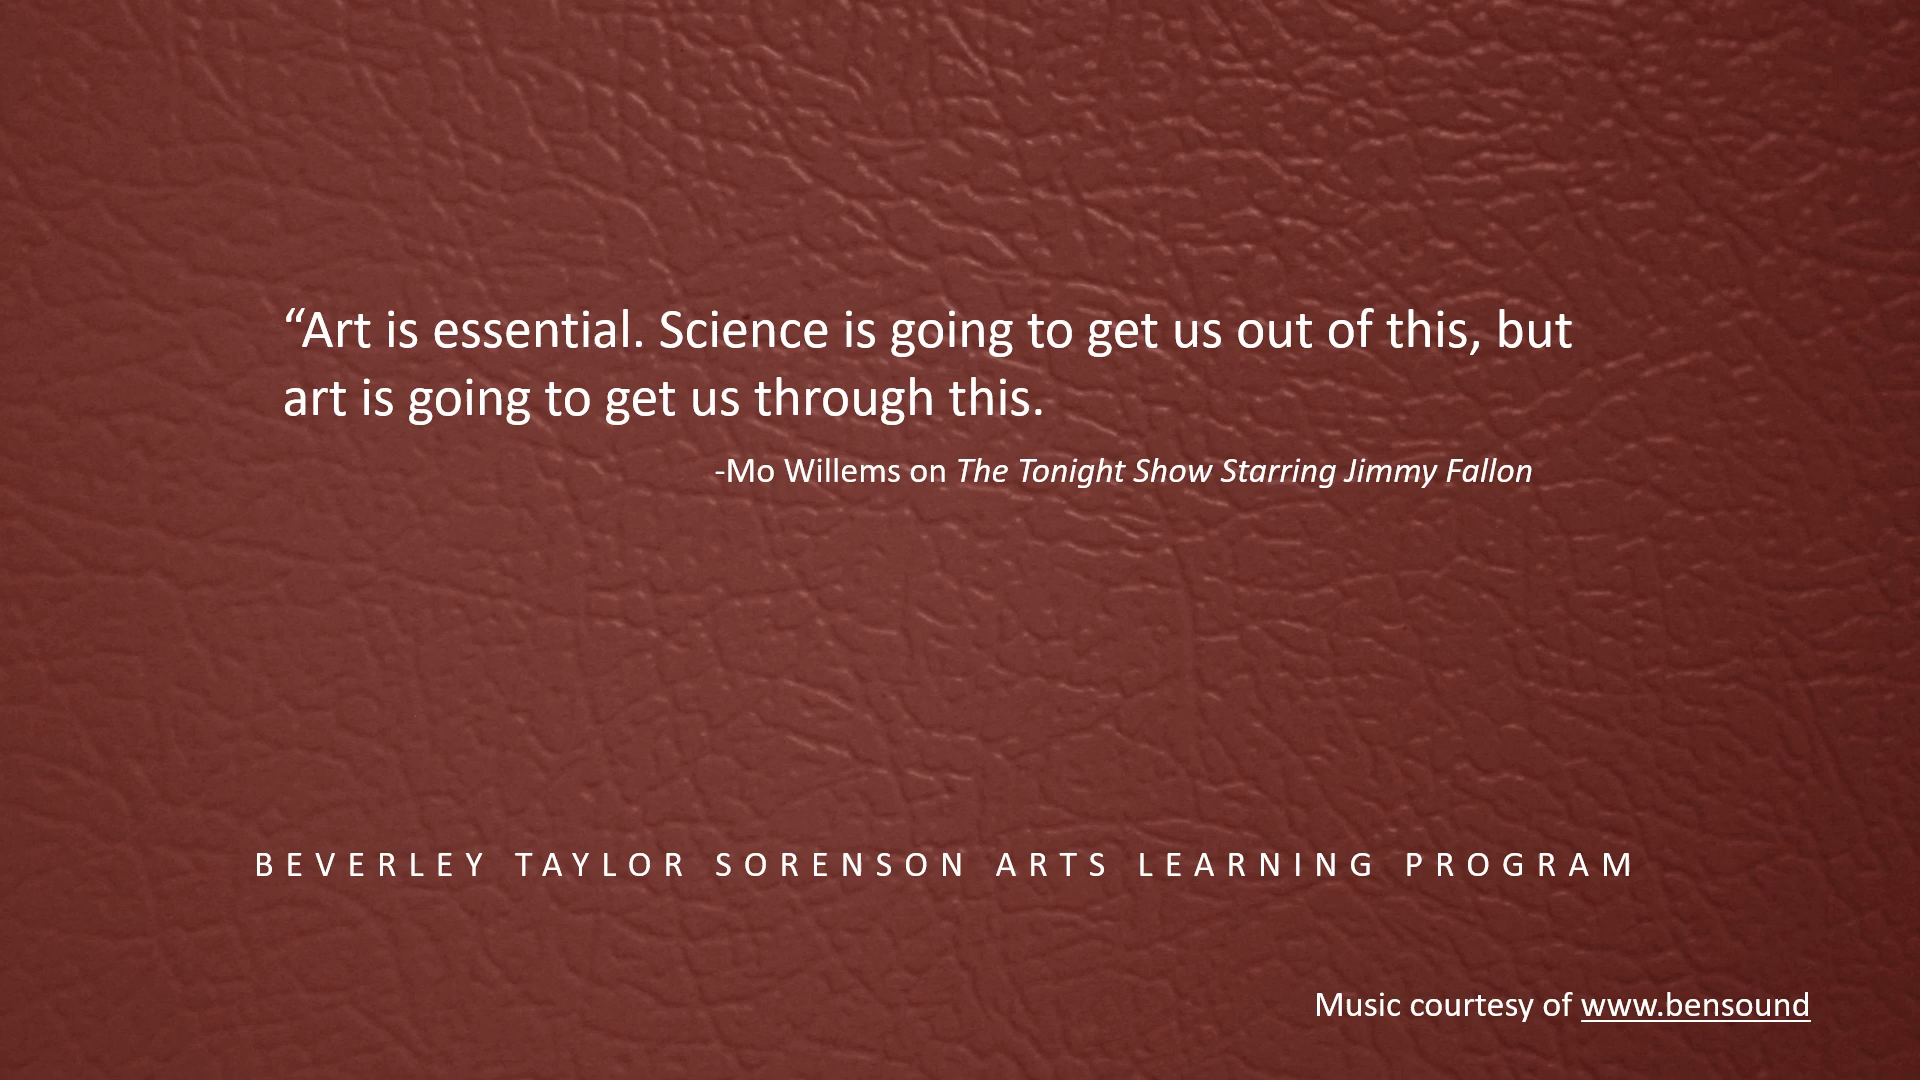 “Art is essential. Science is going to get us out of this, but
art is going to get us through this.
-Mo Willems on The Tonight Show Starring Jimmy Fallon
BEVERLEY TAYLOR SORENSON ARTS LEARNING PROGRAM
Music courtesy of www.bensound